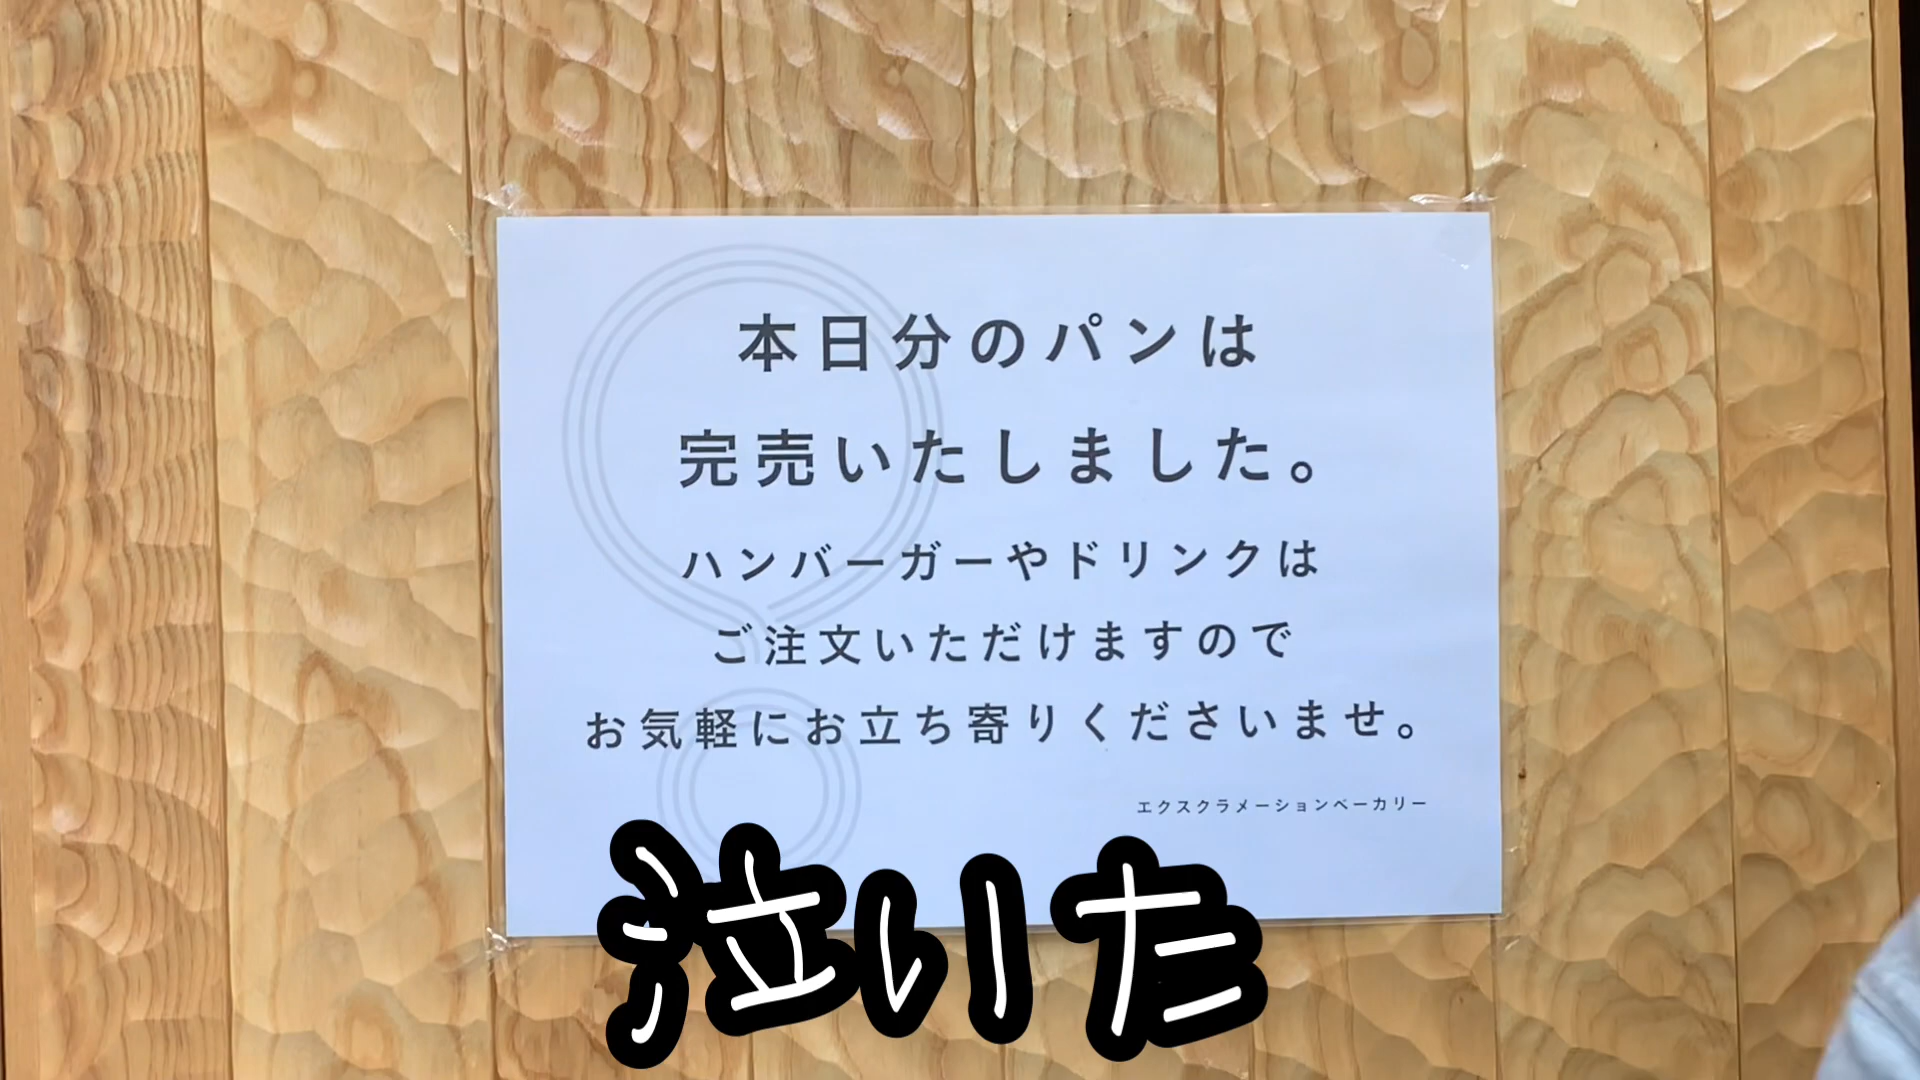 本日分のパンは
完売いたしました。
ハンバーガーやドリンクは
ご注文いただけますので
お気軽にお立ち寄りくださいませ。
エクスクラメーションベーカリー
泣いた